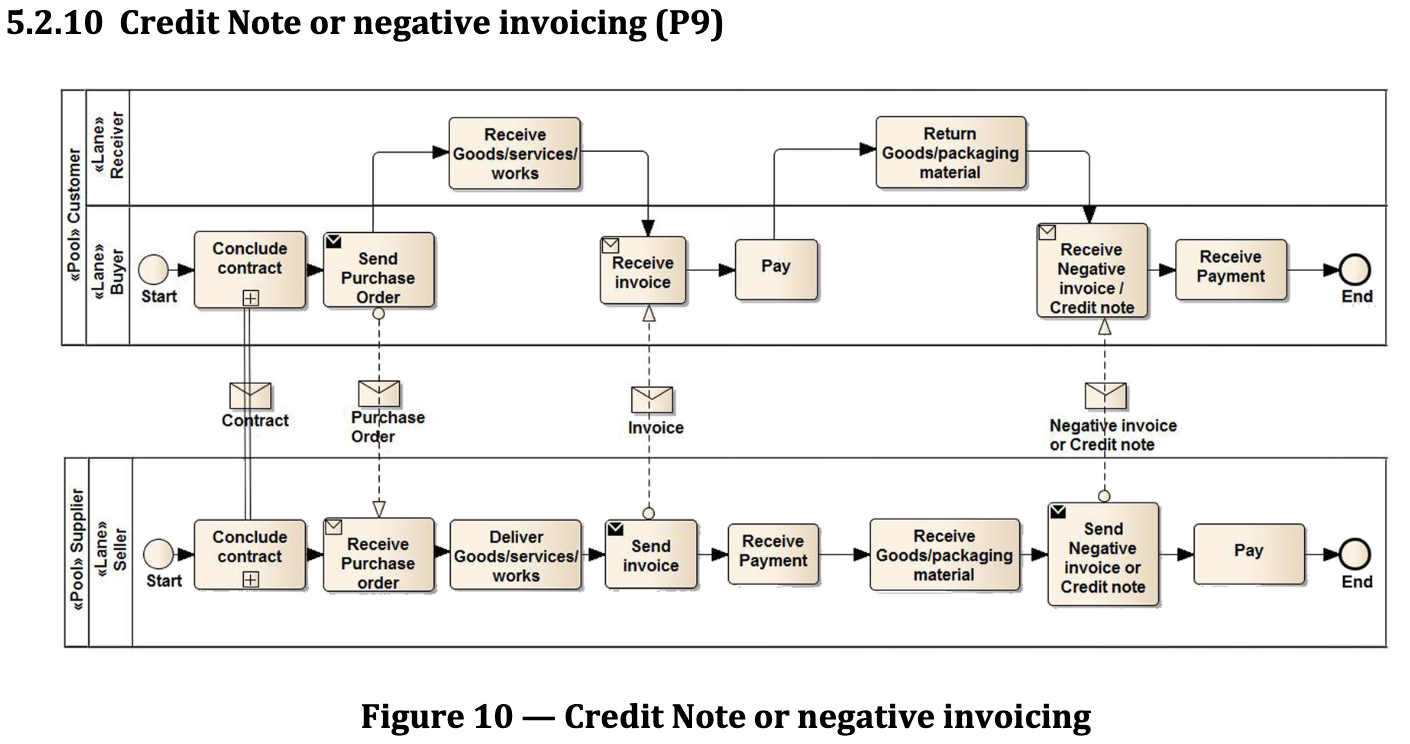 5.2.10 Credit Note or negative invoicing (P9)
«Pool» Customer
«Lane»
Receiver
Receive
Goods/services/
works
Return
Goods/packaging
material
«Lane»
Buyer
Start
Conclude
contract
Send
Purchase
Order
Receive
invoice
Pay
Receive
Negative
invoice /
Credit note
Receive
Payment
End
Contract
Purchase
Order
Invoice
Negative invoice
or Credit note
«Pool» Supplier
«Lane»
Seller
Start
Conclude
contract
Receive
Purchase
order
Deliver
Goods/services/
works
Send
invoice
Receive
Payment
Receive
Goods/packaging
material
Send
Negative
invoice or
Credit note
Pay
End
Figure 10 — Credit Note or negative invoicing